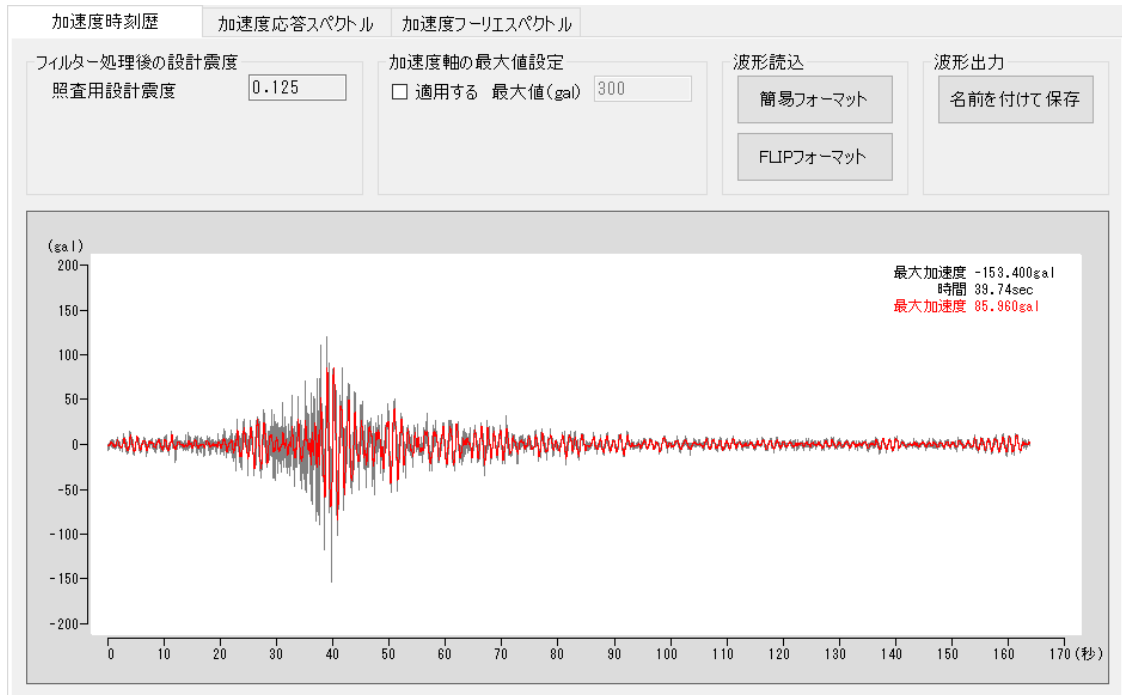 加速度時刻歴
加速度応答スペクトル
加速度フーリエスペクトル
フィルター処理後の設計震度
照査用設計震度
0.125
加速度軸の最大値設定
適用する
最大値(gal)
300
波形読込
簡易フォーマット
FLIPフォーマット
波形出力
名前を付けて保存
(gal)
最大加速度 -153.400gal
時間 39.74sec
最大加速度 85.960gal
200
150
100
50
0
-50
-100
-150
-200
0 10 20 30 40 50 60 70 80 90 100 110 120 130 140 150 160 170 (秒)